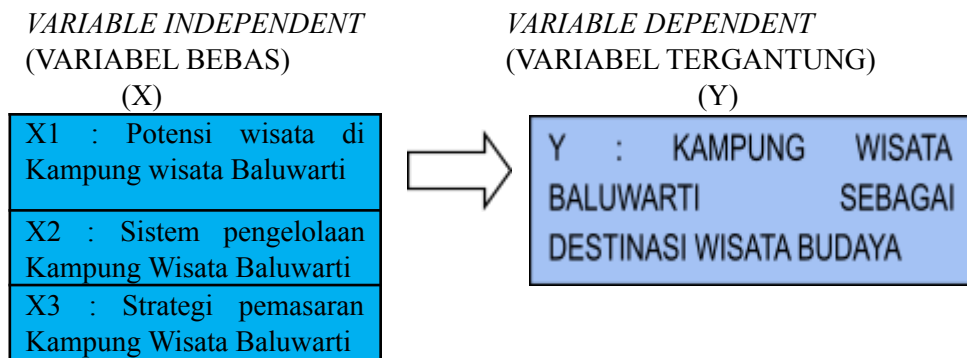 VARIABLE INDEPENDENT
(VARIABEL BEBAS)
(X)
X1 : Potensi wisata di
Kampung wisata Baluwarti
X2 : Sistem pengelolaan
Kampung Wisata Baluwarti
X3 : Strategi pemasaran
Kampung Wisata Baluwarti
VARIABLE DEPENDENT
(VARIABEL TERGANTUNG)
(Y)
Y : KAMPUNG WISATA
BALUWARTI SEBAGAI
DESTINASI WISATA BUDAYA